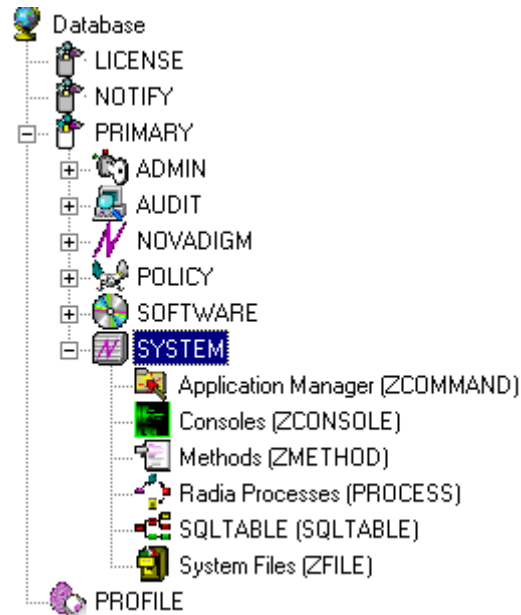 Database
LICENSE
NOTIFY
PRIMARY
ADMIN
AUDIT
NOVADIGM
POLICY
SOFTWARE
SYSTEM
Application Manager (ZCOMMAND)
Consoles (ZCONSOLE)
Methods (ZMETHOD)
Radia Processes (PROCESS)
SQLTABLE (SQLTABLE)
System Files (ZFILE)
PROFILE